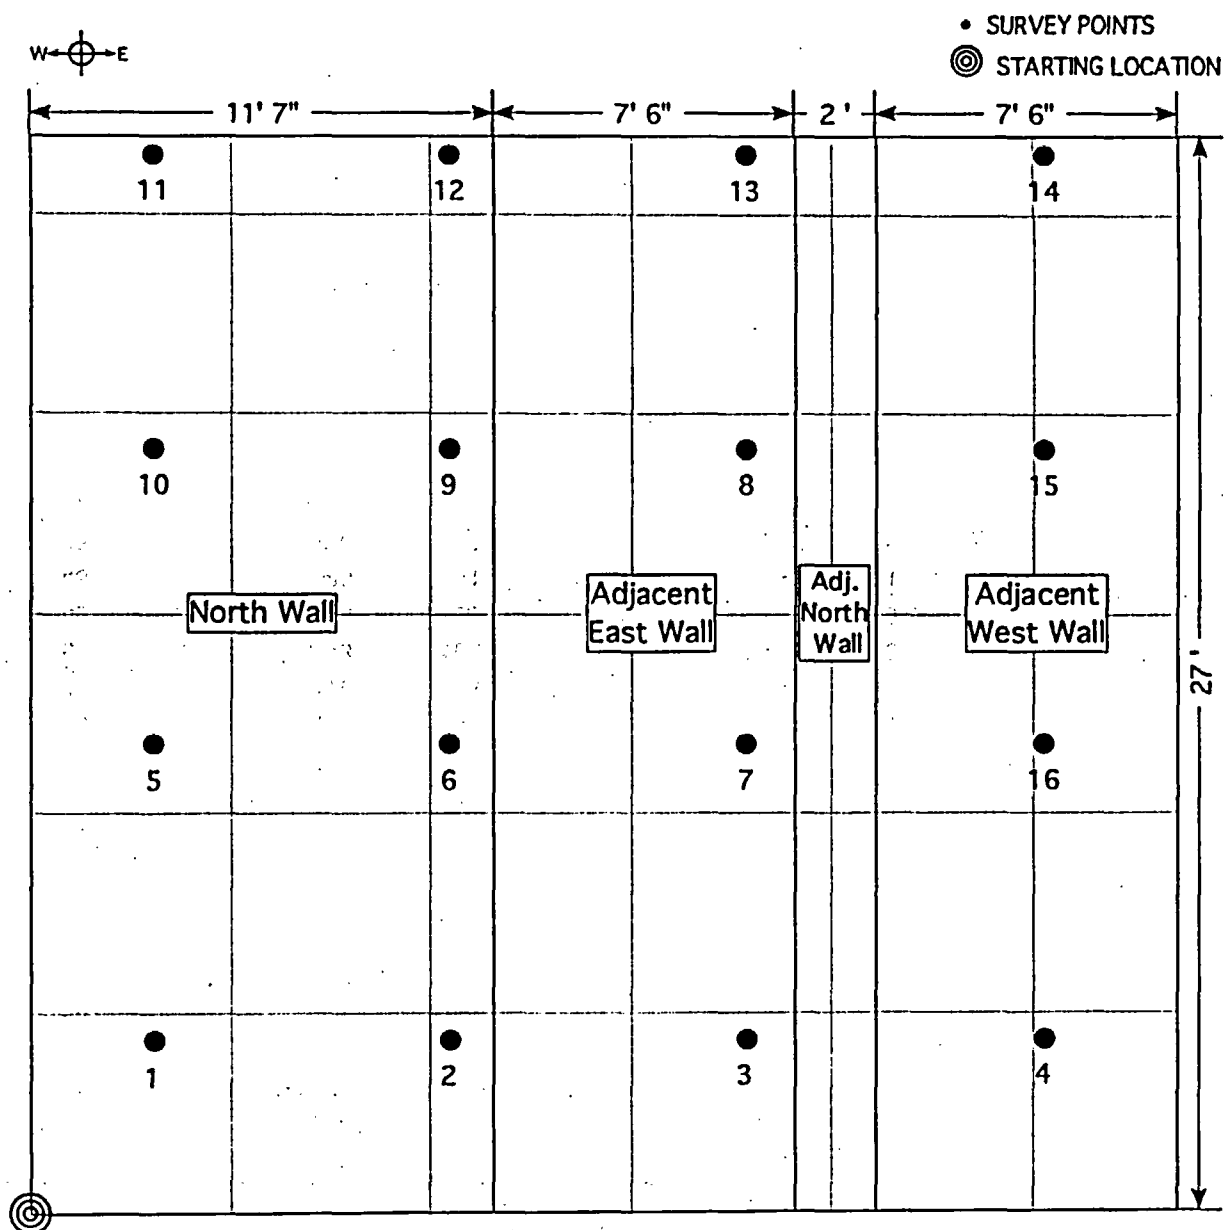 • SURVEY POINTS
W E
STARTING LOCATION
11' 7" 7' 6" 2' 7' 6"
11 12 13 14
10 9 8 15
North Wall
Adjacent
East Wall
Adj.
North
Wall
Adjacent
West Wall
27'
5 6 7 16
1 2 3 4